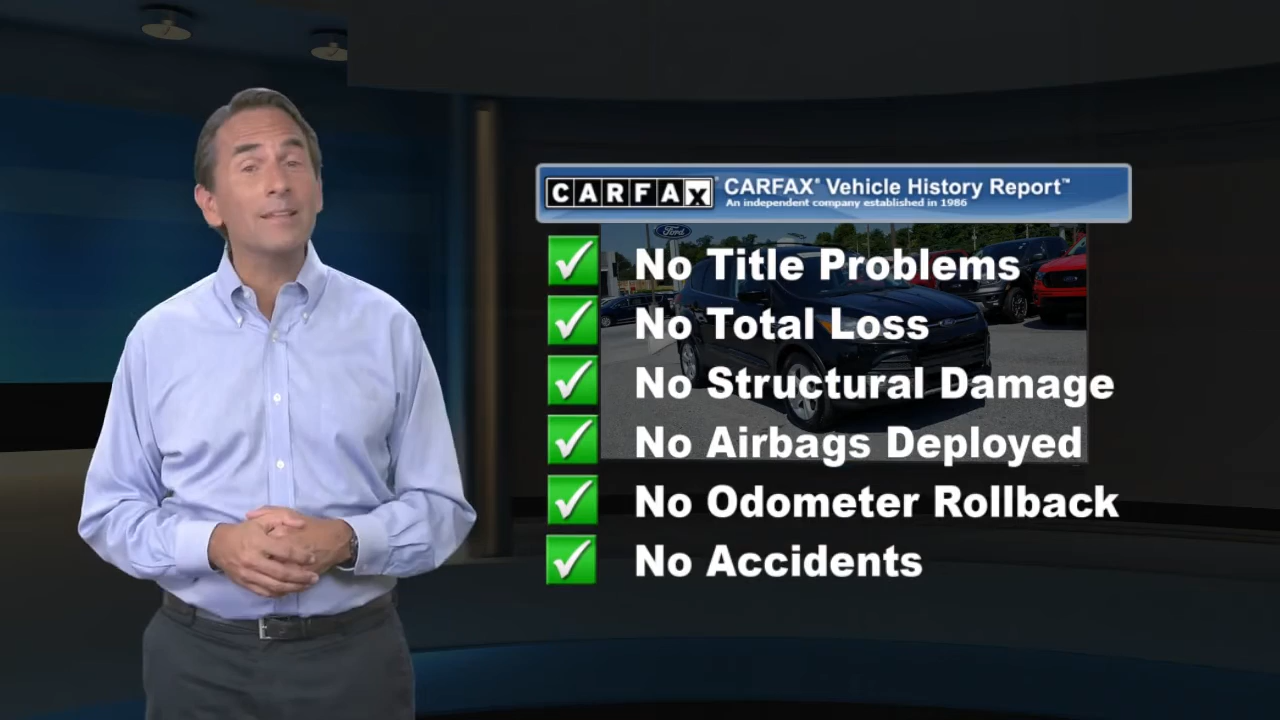 CARFAX® CARFAX® Vehicle History Report™
An independent company established in 1986
Ford
No Title Problems
No Total Loss
No Structural Damage
No Airbags Deployed
No Odometer Rollback
No Accidents